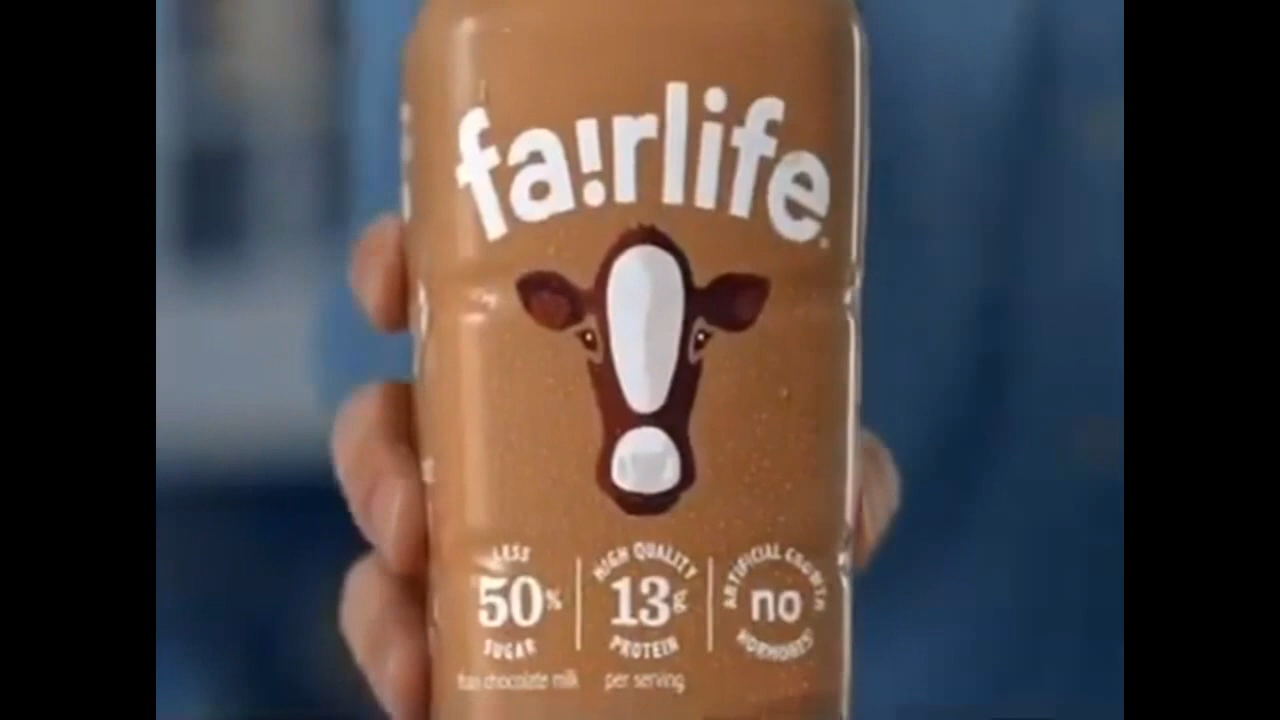 fa!rlife
LESS
50%
SUGAR
than chocolate milk
HIGH QUALITY
13g
PROTEIN
per serving
ARTIFICIAL GROWTH
no
HORMONES